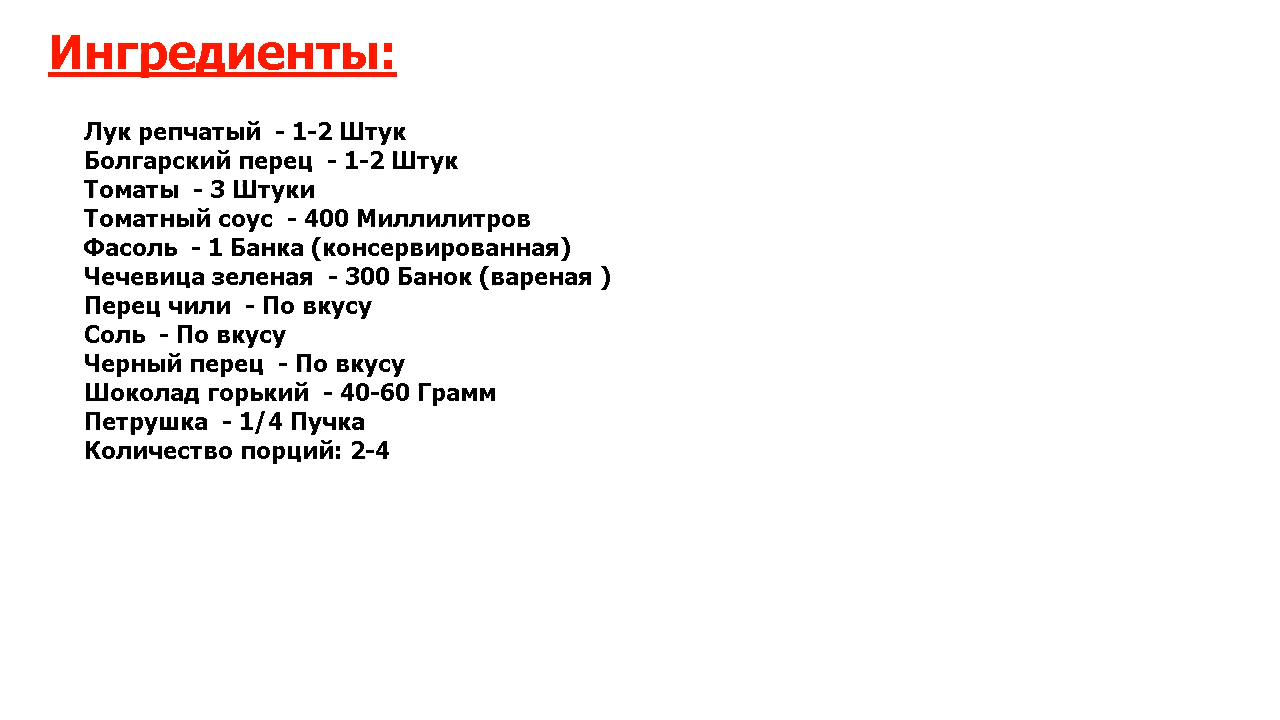 Ингредиенты:
Лук репчатый  - 1-2 Штук
Болгарский перец  - 1-2 Штук
Томаты  - 3 Штуки
Томатный соус  - 400 Миллилитров
Фасоль  - 1 Банка (консервированная)
Чечевица зеленая  - 300 Банок (вареная )
Перец чили  - По вкусу
Соль  - По вкусу
Черный перец  - По вкусу
Шоколад горький  - 40-60 Грамм
Петрушка  - 1/4 Пучка
Количество порций: 2-4